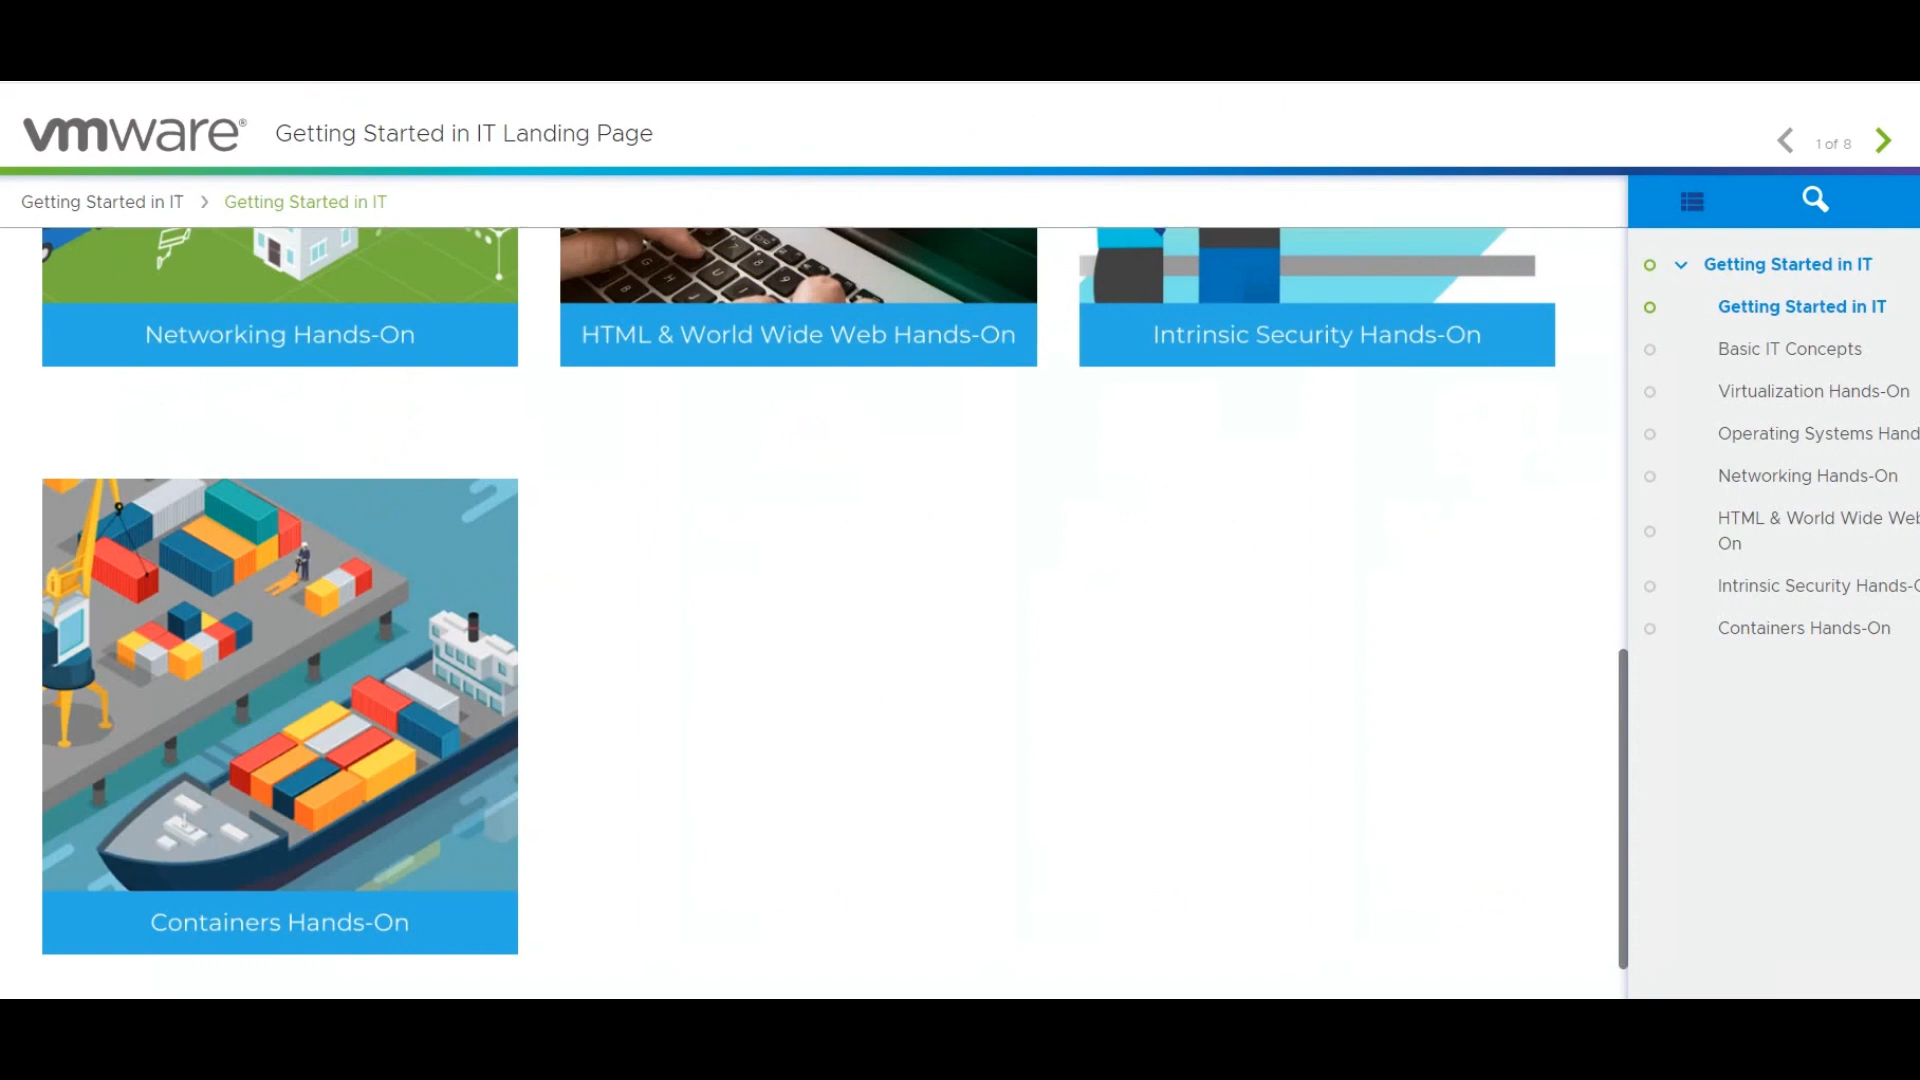 vmware®
Getting Started in IT Landing Page
1 of 8
Getting Started in IT > Getting Started in IT
Networking Hands-On
HTML & World Wide Web Hands-On
Intrinsic Security Hands-On
Containers Hands-On
Getting Started in IT
Getting Started in IT
Basic IT Concepts
Virtualization Hands-On
Operating Systems Hand
Networking Hands-On
HTML & World Wide Web
On
Intrinsic Security Hands-
Containers Hands-On